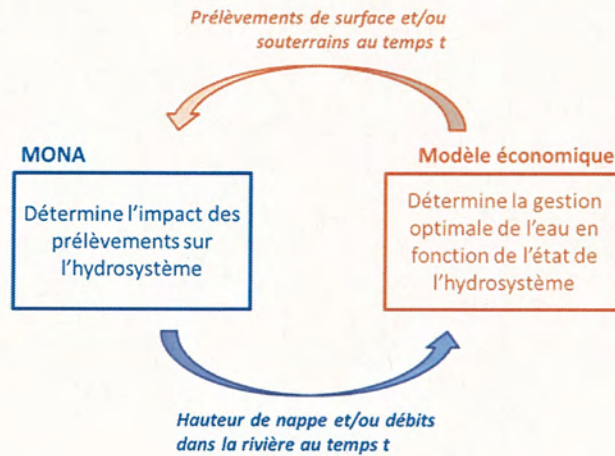 Prélèvements de surface et/ou
souterrains au temps t
MONA
Détermine l'impact des
prélèvements sur
l'hydrosystème
Modèle économique
Détermine la gestion
optimale de l'eau en
fonction de l'état de
l'hydrosystème
Hauteur de nappe et/ou débits
dans la rivière au temps t